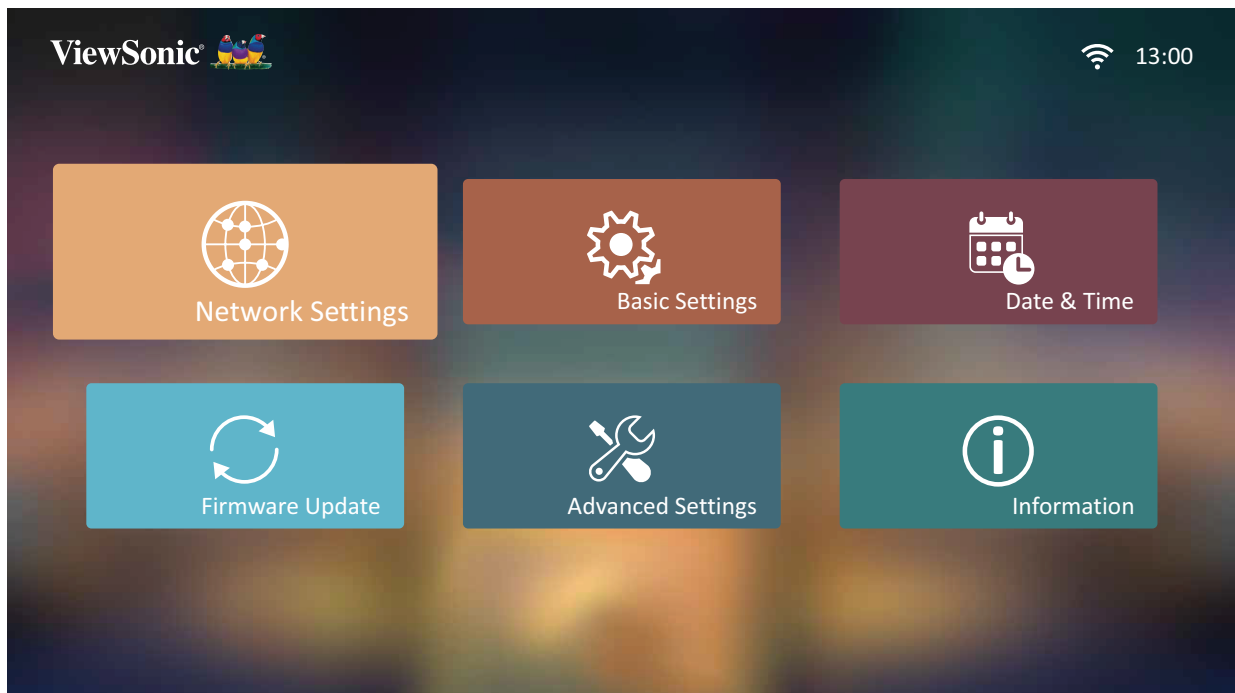 ViewSonic®
13:00
Network Settings
Basic Settings
Date & Time
Firmware Update
Advanced Settings
Information